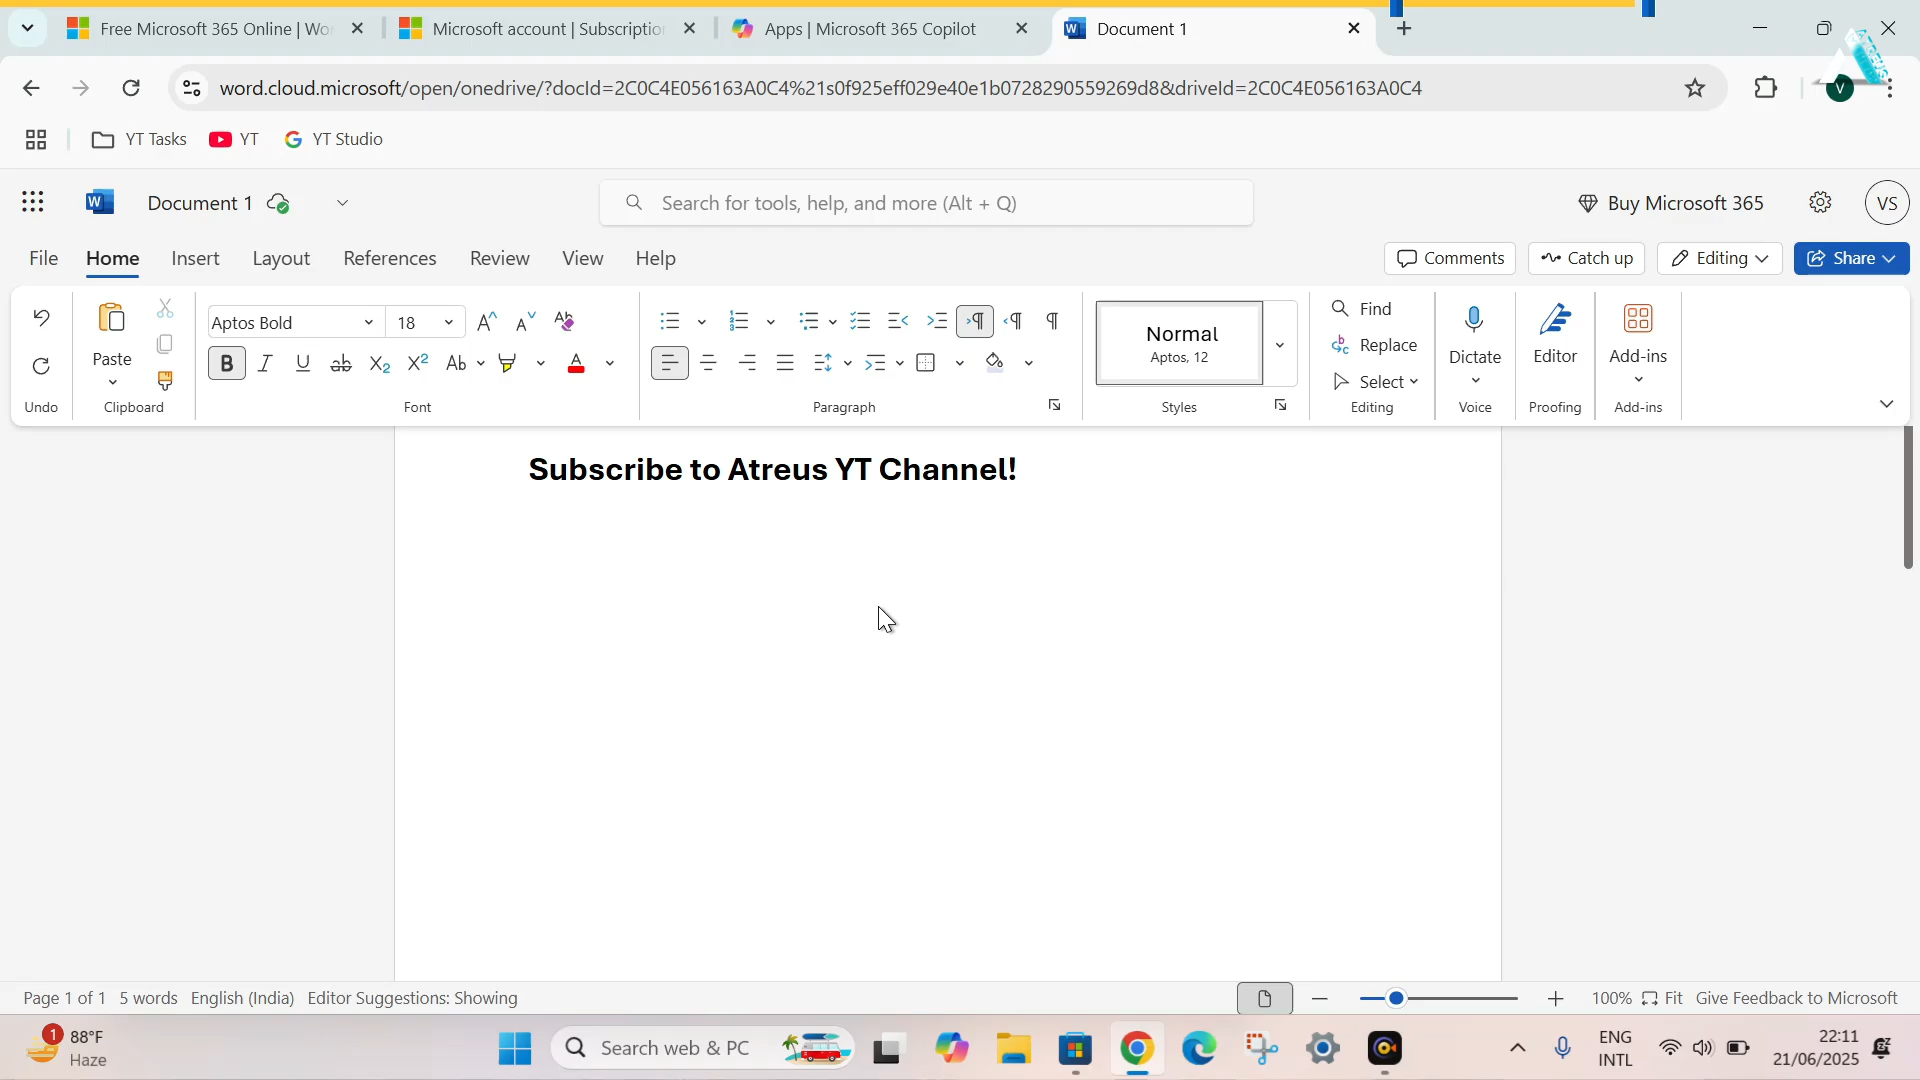 Free Microsoft 365 Online | Wo
Microsoft account | Subscriptio
Apps | Microsoft 365 Copilot
Document 1
word.cloud.microsoft/open/onedrive/?docId=2C0C4E056163A0C4%21s0f925eff029e40e1b0728290559269d8&driveId=2C0C4E056163A0C4
V
YT Tasks
YT
YT Studio
Document 1
Search for tools, help, and more (Alt + Q)
Buy Microsoft 365
VS
File Home Insert Layout References Review View Help
Comments
Catch up
Editing
Share
Aptos Bold
18
Normal
Aptos, 12
Find
Replace
Select
Paste
Dictate
Editor
Add-ins
Undo
Clipboard
Font
Paragraph
Styles
Editing
Voice
Proofing
Add-ins
Subscribe to Atreus YT Channel!
Page 1 of 1 5 words English (India) Editor Suggestions: Showing
100% Fit Give Feedback to Microsoft
1
88°F
Haze
Search web & PC
ENG
INTL
22:11
21/06/2025